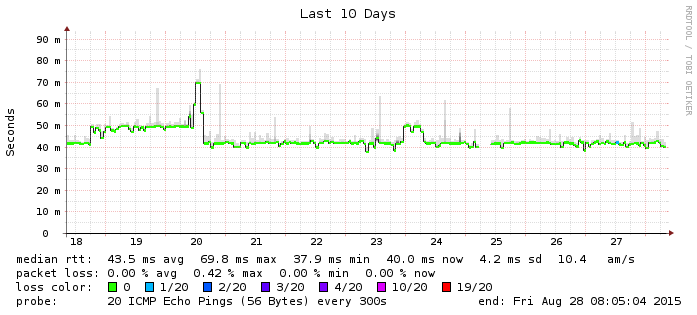 Last 10 Days
RRDTOOL / TOBI OETIKER
Seconds
90 m
80 m
70 m
60 m
50 m
40 m
30 m
20 m
10 m
0
18 19 20 21 22 23 24 25 26 27
median rtt: 43.5 ms avg 69.8 ms max 37.9 ms min 40.0 ms now 4.2 ms sd 10.4 am/s
packet loss: 0.00 % avg 0.42 % max 0.00 % min 0.00 % now
loss color: 0 1/20 2/20 3/20 4/20 10/20 19/20
probe: 20 ICMP Echo Pings (56 Bytes) every 300s end: Fri Aug 28 08:05:04 2015